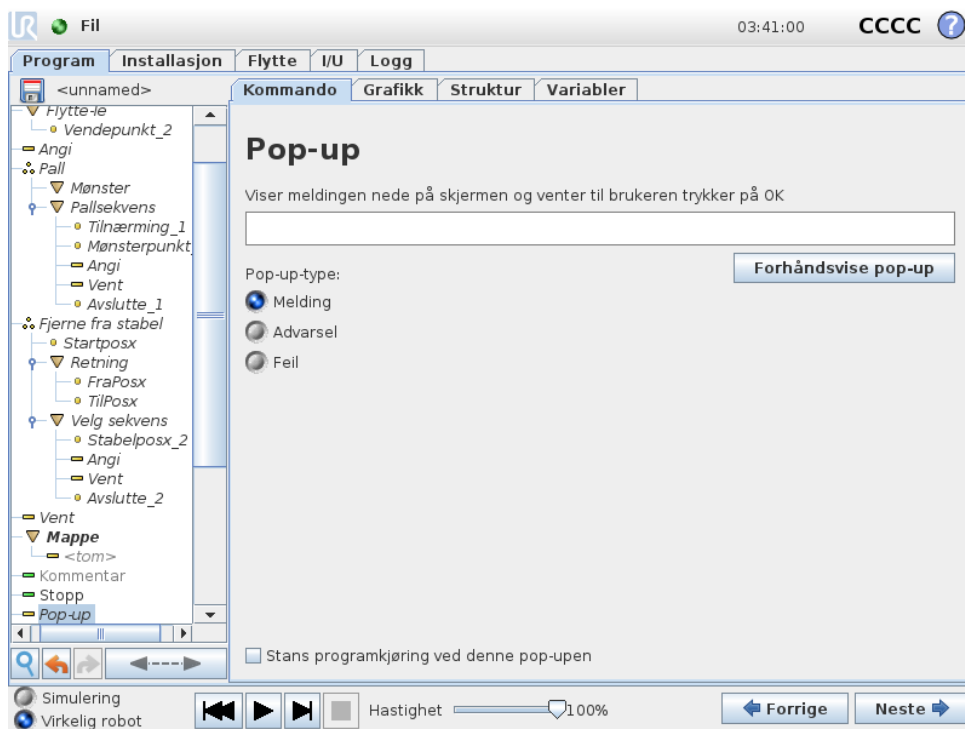 UR Fil 03:41:00 CCCC ?
Program Installasjon Flytte I/U Logg
<unnamed>
Kommando Grafikk Struktur Variabler
Flytte-le
Vendepunkt_2
Angi
Pall
Mønster
Pallsekvens
Tilnærming_1
Mønsterpunkt_
Angi
Vent
Avslutte_1
Fjerne fra stabel
Startposx
Retning
FraPosx
TilPosx
Velg sekvens
Stabelposx_2
Angi
Vent
Avslutte_2
Vent
Mappe
<tom>
Kommentar
Stopp
Pop-up
Pop-up
Viser meldingen nede på skjermen og venter til brukeren trykker på OK
Forhåndsvise pop-up
Pop-up-type:
Melding
Advarsel
Feil
Stans programkjøring ved denne pop-upen
Simulering
Virkelig robot
Hastighet 100%
Forrige Neste